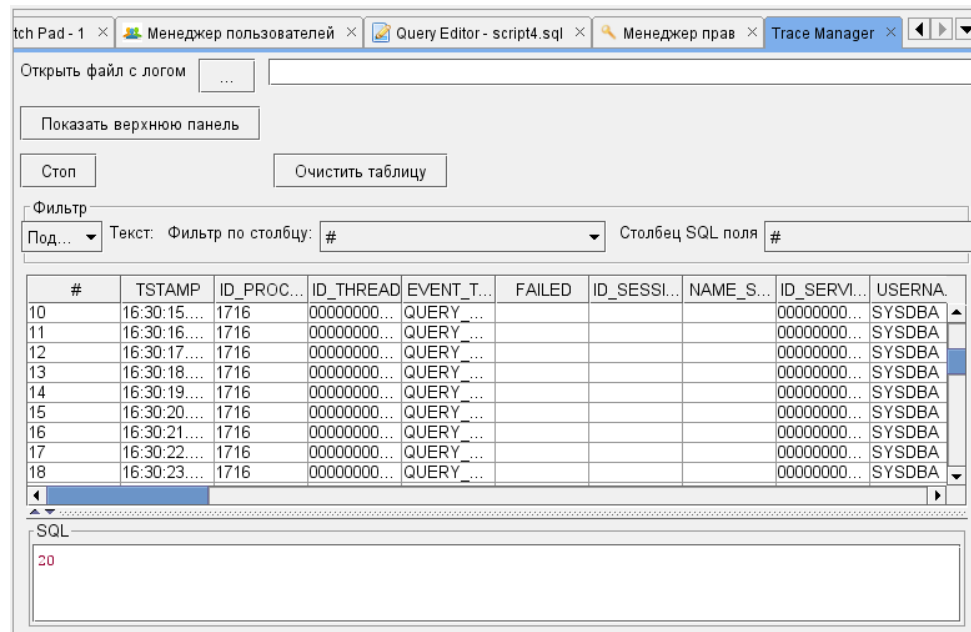 tch Pad - 1 Менеджер пользователей Query Editor - script4.sql Менеджер прав Trace Manager
Открыть файл с логом ...
Показать верхнюю панель
Стоп Очистить таблицу
Фильтр
Под... Текст: Фильтр по столбцу: # Столбец SQL поля #
# TSTAMP ID_PROC... ID_THREAD EVENT_T... FAILED ID_SESSI... NAME_S... ID_SERVI... USERNA.
10 16:30:15.... 1716 00000000... QUERY_... 00000000... SYSDBA
11 16:30:16.... 1716 00000000... QUERY_... 00000000... SYSDBA
12 16:30:17.... 1716 00000000... QUERY_... 00000000... SYSDBA
13 16:30:18.... 1716 00000000... QUERY_... 00000000... SYSDBA
14 16:30:19.... 1716 00000000... QUERY_... 00000000... SYSDBA
15 16:30:20.... 1716 00000000... QUERY_... 00000000... SYSDBA
16 16:30:21.... 1716 00000000... QUERY_... 00000000... SYSDBA
17 16:30:22.... 1716 00000000... QUERY_... 00000000... SYSDBA
18 16:30:23.... 1716 00000000... QUERY_... 00000000... SYSDBA
SQL
20